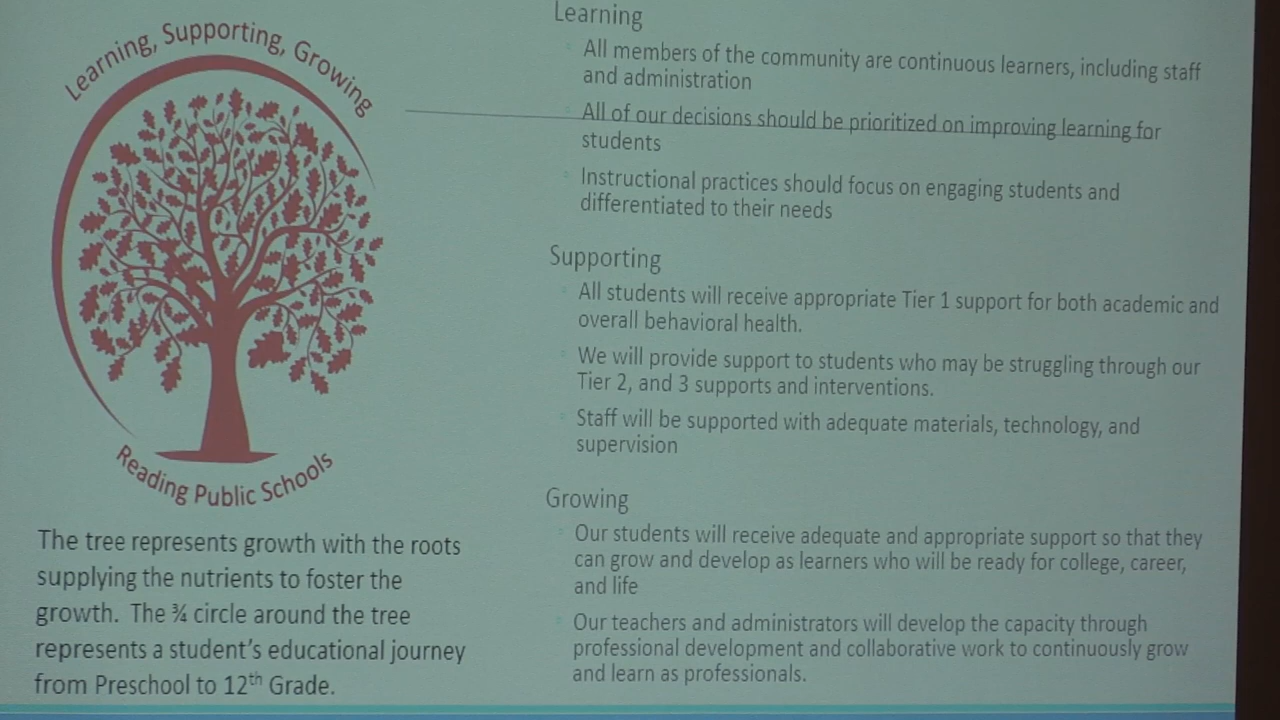 Learning, Supporting, Growing
Reading Public Schools
The tree represents growth with the roots
supplying the nutrients to foster the
growth. The ¾ circle around the tree
represents a student's educational journey
from Preschool to 12th Grade.
Learning
All members of the community are continuous learners, including staff
and administration
All of our decisions should be prioritized on improving learning for
students
Instructional practices should focus on engaging students and
differentiated to their needs
Supporting
All students will receive appropriate Tier 1 support for both academic and
overall behavioral health.
We will provide support to students who may be struggling through our
Tier 2, and 3 supports and interventions.
Staff will be supported with adequate materials, technology, and
supervision
Growing
Our students will receive adequate and appropriate support so that they
can grow and develop as learners who will be ready for college, career,
and life
Our teachers and administrators will develop the capacity through
professional development and collaborative work to continuously grow
and learn as professionals.